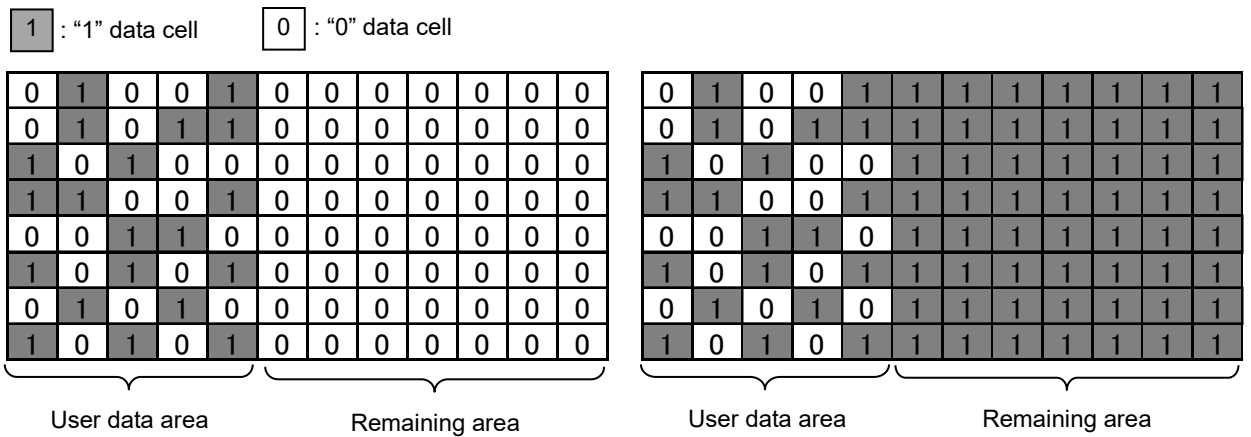 1 : “1” data cell 0 : “0” data cell
0 1 0 0 1 0 0 0 0 0 0 0 0 1 0 0 1 1 1 1 1 1 1 1
0 1 0 1 1 0 0 0 0 0 0 0 0 1 0 1 1 1 1 1 1 1 1 1
1 0 1 0 0 0 0 0 0 0 0 0 1 0 1 0 0 1 1 1 1 1 1 1
1 1 0 0 1 0 0 0 0 0 0 0 1 1 0 0 1 1 1 1 1 1 1 1
0 0 1 1 0 0 0 0 0 0 0 0 0 0 1 1 0 1 1 1 1 1 1 1
1 0 1 0 1 0 0 0 0 0 0 0 1 0 1 0 1 1 1 1 1 1 1 1
0 1 0 1 0 0 0 0 0 0 0 0 0 1 0 1 0 1 1 1 1 1 1 1
1 0 1 0 1 0 0 0 0 0 0 0 1 0 1 0 1 1 1 1 1 1 1 1
User data area Remaining area User data area Remaining area